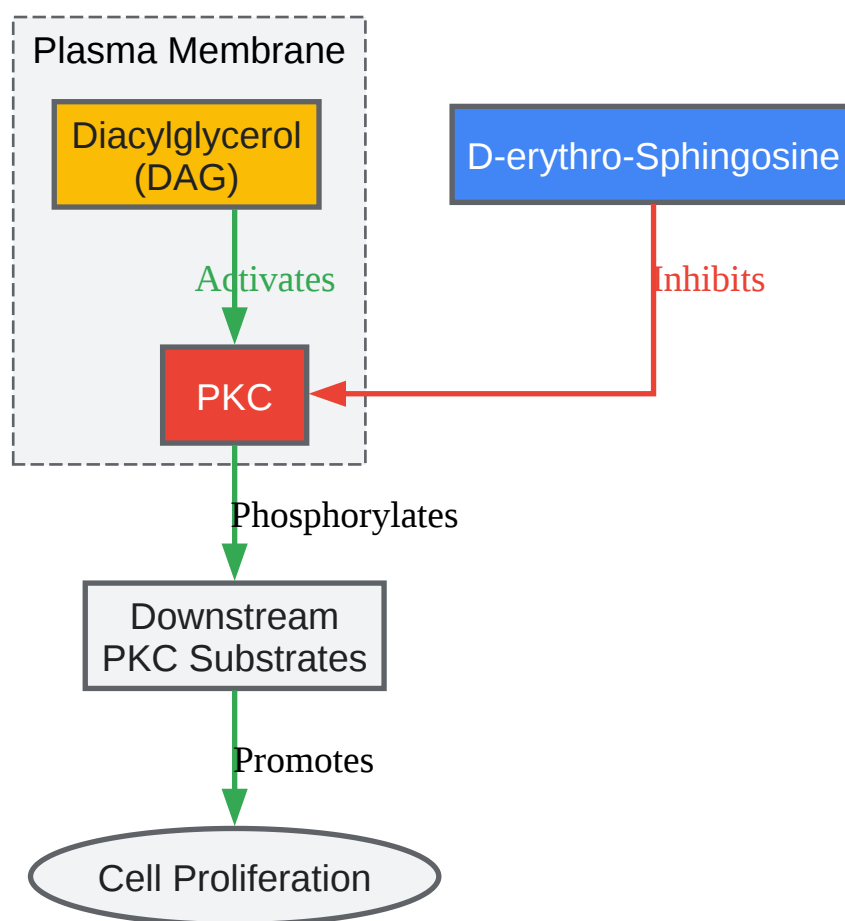 Plasma Membrane
Diacylglycerol
(DAG)
D-erythro-Sphingosine
Activates
Inhibits
PKC
Phosphorylates
Downstream
PKC Substrates
Promotes
Cell Proliferation